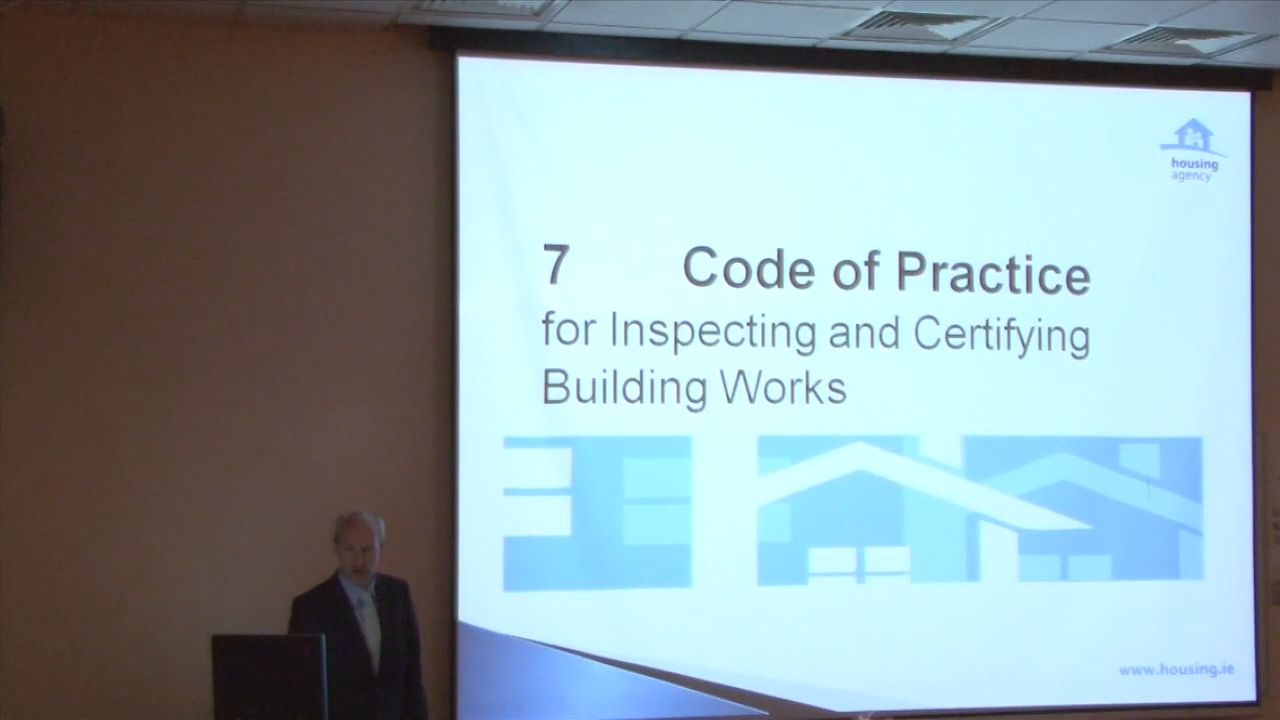 housing
agency
7 Code of Practice
for Inspecting and Certifying
Building Works
www.housing.ie